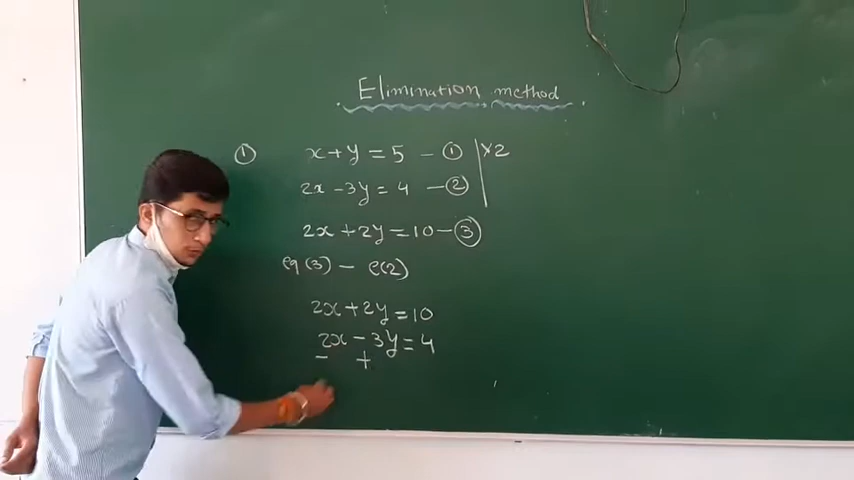 Elimination method
① x+y=5 - ① | ×2
2x -3y= 4 - ②
2x+2y=10-③
eq (3) - e(2)
2x+2y=10
2x-3y=4
- +